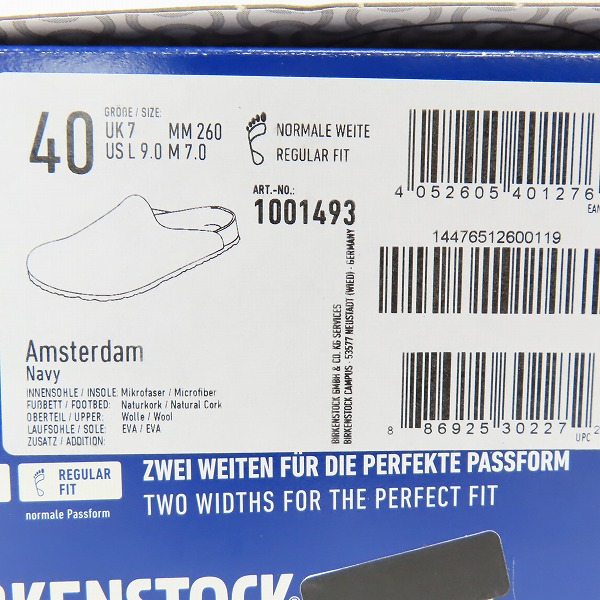 40
GRÖßE / SIZE:
UK 7 MM 260
US L 9.0 M 7.0
NORMALE WEITE
REGULAR FIT
ART.-NO.:
1001493
4 052605 401276
EAN
14476512600119
BIRKENSTOCK GMBH & CO. KG SERVICES
BIRKENSTOCK CAMPUS · 53577 NEUSTADT (WIED) · GERMANY
Amsterdam
Navy
INNENSOHLE / INSOLE: Mikrofaser / Microfiber
FUßBETT / FOOTBED: Naturkork / Natural Cork
OBERTEIL / UPPER: Wolle / Wool
LAUFSOHLE / SOLE: EVA / EVA
ZUSATZ / ADDITION:
8 86925 30227 2
UPC
REGULAR
FIT
normale Passform
ZWEI WEITEN FÜR DIE PERFEKTE PASSFORM
TWO WIDTHS FOR THE PERFECT FIT
RKENSTOCK®